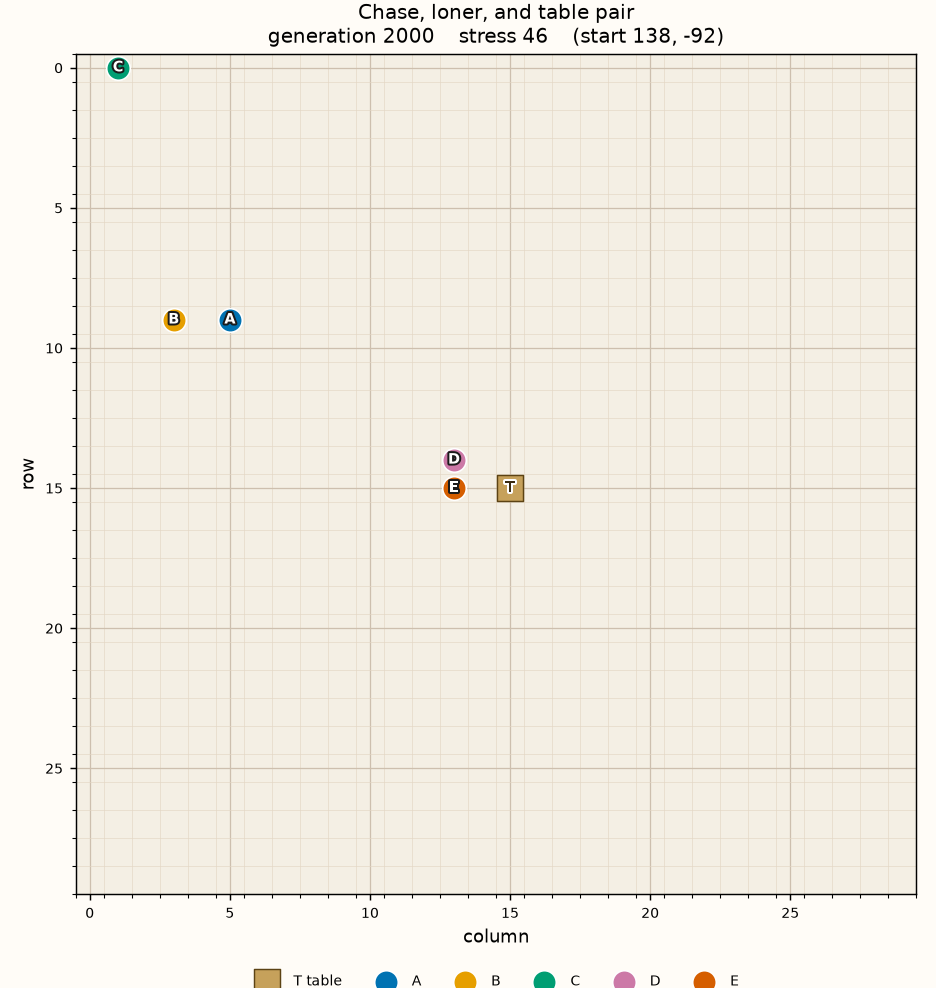 Chase, loner, and table pair
generation 2000    stress 46    (start 138, -92)
0
5
10
15
20
25
row
C
B
A
D
E
T
0
5
10
15
20
25
column
T table
A
B
C
D
E